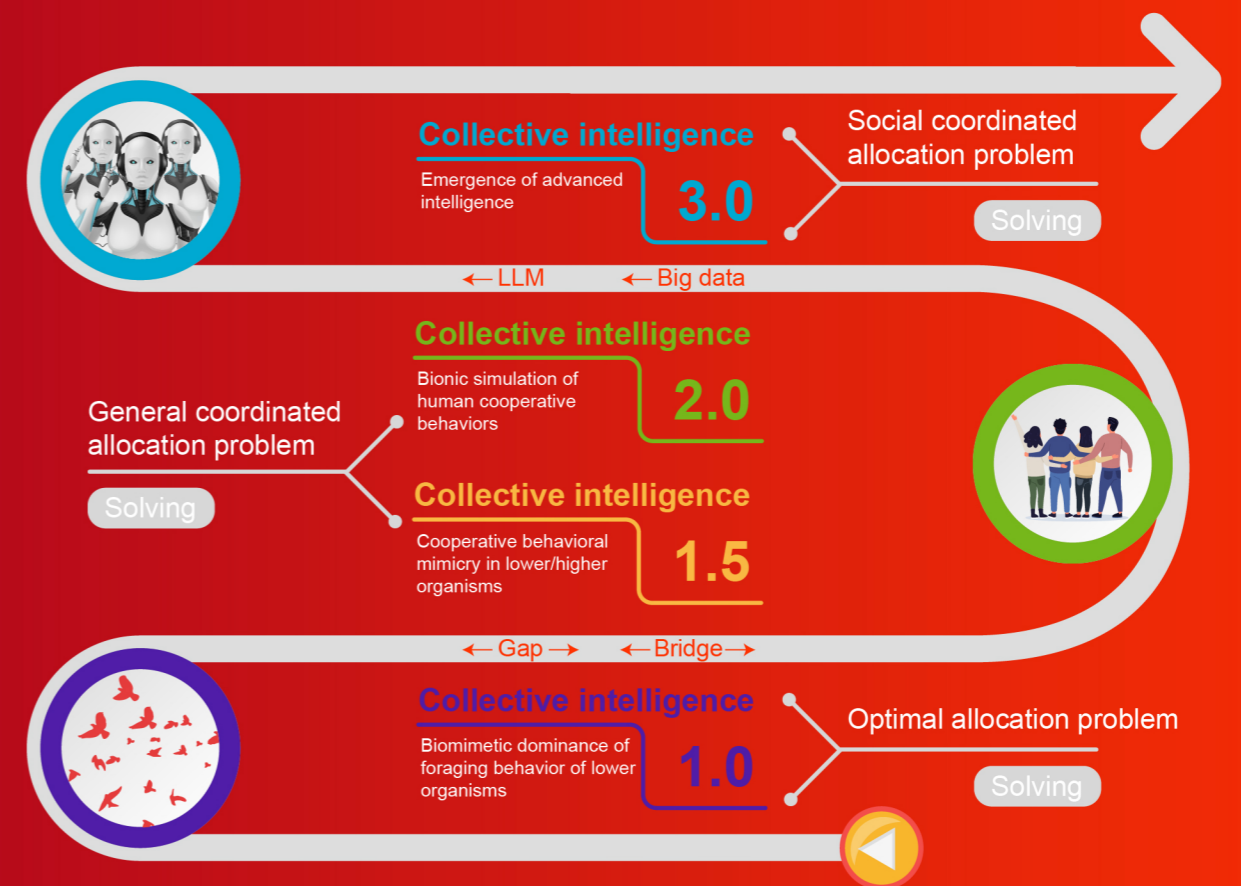 Collective intelligence
3.0
Emergence of advanced
intelligence
Social coordinated
allocation problem
Solving
← LLM
← Big data
Collective intelligence
2.0
Bionic simulation of
human cooperative
behaviors
General coordinated
allocation problem
Solving
Collective intelligence
1.5
Cooperative behavioral
mimicry in lower/higher
organisms
← Gap →
← Bridge→
Collective intelligence
1.0
Biomimetic dominance of
foraging behavior of lower
organisms
Optimal allocation problem
Solving